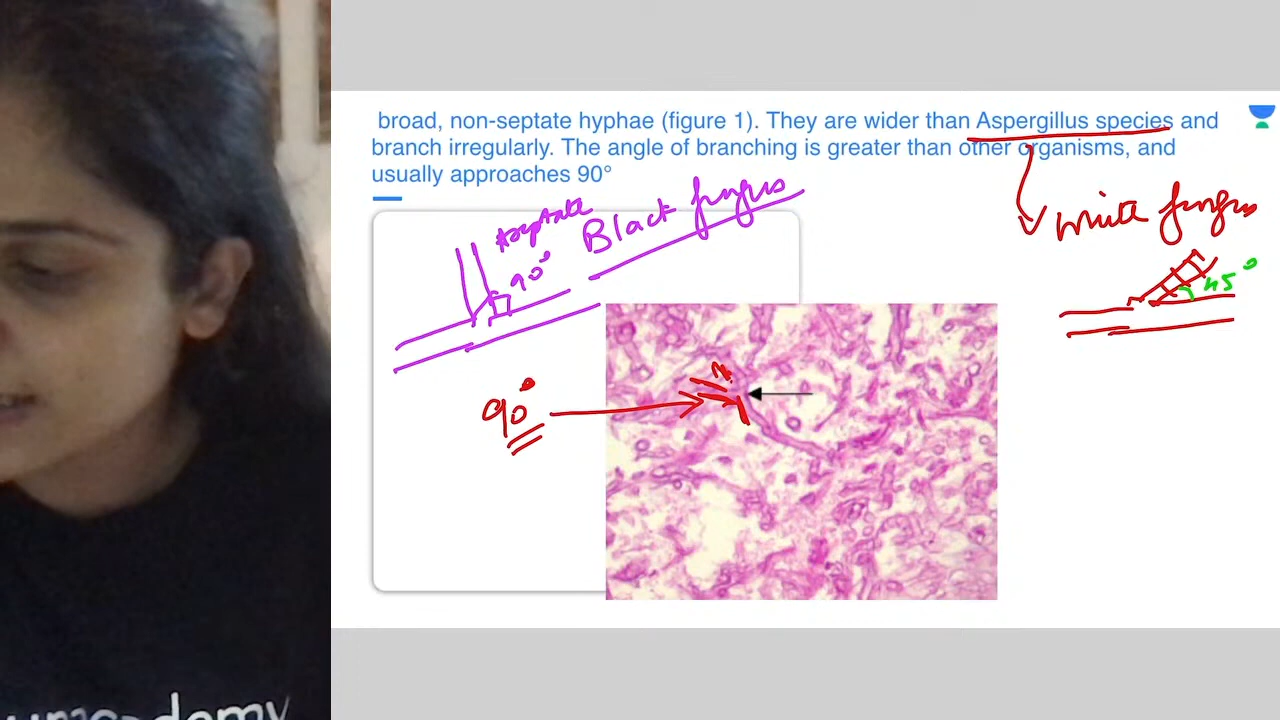 broad, non-septate hyphae (figure 1). They are wider than Aspergillus species and
branch irregularly. The angle of branching is greater than other organisms, and
usually approaches 90°
Black fungus
90°
White fungus
45°
90°